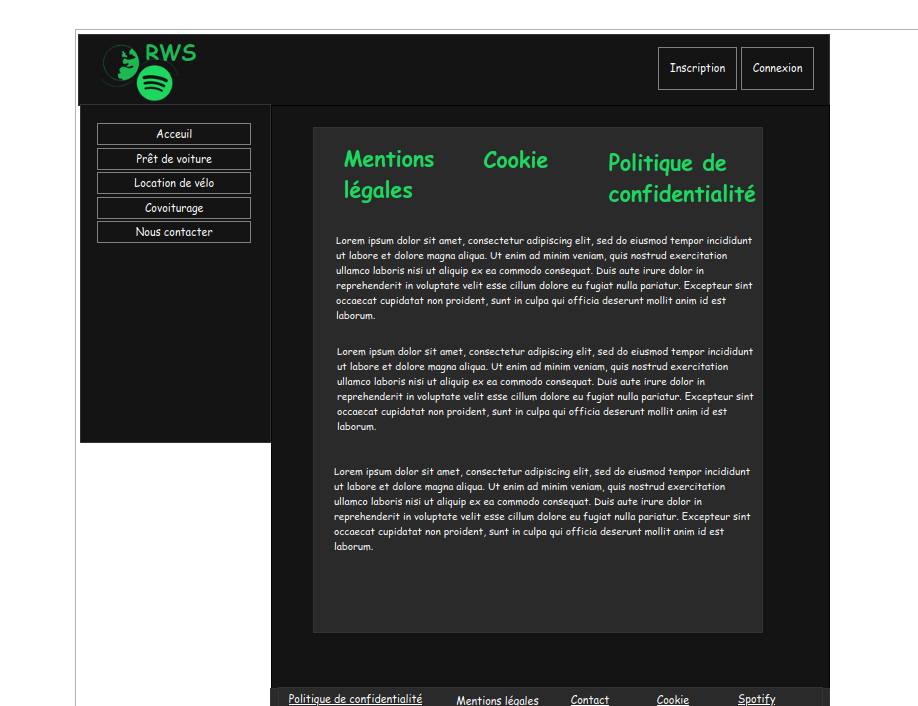 RWS
Inscription
Connexion
Acceuil
Prêt de voiture
Location de vélo
Covoiturage
Nous contacter
Mentions
légales
Cookie
Politique de
confidentialité
Lorem ipsum dolor sit amet, consectetur adipiscing elit, sed do eiusmod tempor incididunt
ut labore et dolore magna aliqua. Ut enim ad minim veniam, quis nostrud exercitation
ullamco laboris nisi ut aliquip ex ea commodo consequat. Duis aute irure dolor in
reprehenderit in voluptate velit esse cillum dolore eu fugiat nulla pariatur. Excepteur sint
occaecat cupidatat non proident, sunt in culpa qui officia deserunt mollit anim id est
laborum.
Lorem ipsum dolor sit amet, consectetur adipiscing elit, sed do eiusmod tempor incididunt
ut labore et dolore magna aliqua. Ut enim ad minim veniam, quis nostrud exercitation
ullamco laboris nisi ut aliquip ex ea commodo consequat. Duis aute irure dolor in
reprehenderit in voluptate velit esse cillum dolore eu fugiat nulla pariatur. Excepteur sint
occaecat cupidatat non proident, sunt in culpa qui officia deserunt mollit anim id est
laborum.
Lorem ipsum dolor sit amet, consectetur adipiscing elit, sed do eiusmod tempor incididunt
ut labore et dolore magna aliqua. Ut enim ad minim veniam, quis nostrud exercitation
ullamco laboris nisi ut aliquip ex ea commodo consequat. Duis aute irure dolor in
reprehenderit in voluptate velit esse cillum dolore eu fugiat nulla pariatur. Excepteur sint
occaecat cupidatat non proident, sunt in culpa qui officia deserunt mollit anim id est
laborum.
Politique de confidentialité
Mentions légales
Contact
Cookie
Spotify